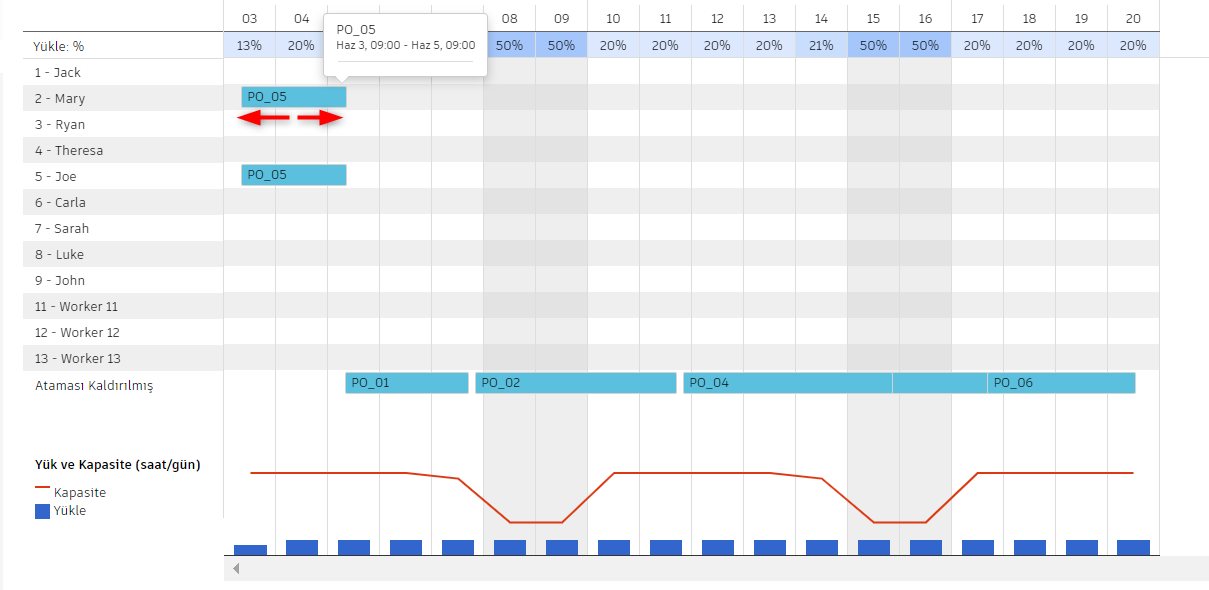 03 04 08 09 10 11 12 13 14 15 16 17 18 19 20
PO_05
Haz 3, 09:00 - Haz 5, 09:00
Yükle: % 13% 20% 50% 50% 20% 20% 20% 20% 21% 50% 50% 20% 20% 20% 20%
1 - Jack
2 - Mary PO_05
3 - Ryan
4 - Theresa
5 - Joe PO_05
6 - Carla
7 - Sarah
8 - Luke
9 - John
11 - Worker 11
12 - Worker 12
13 - Worker 13
Ataması Kaldırılmış PO_01 PO_02 PO_04 PO_06
Yük ve Kapasite (saat/gün)
Kapasite
Yükle